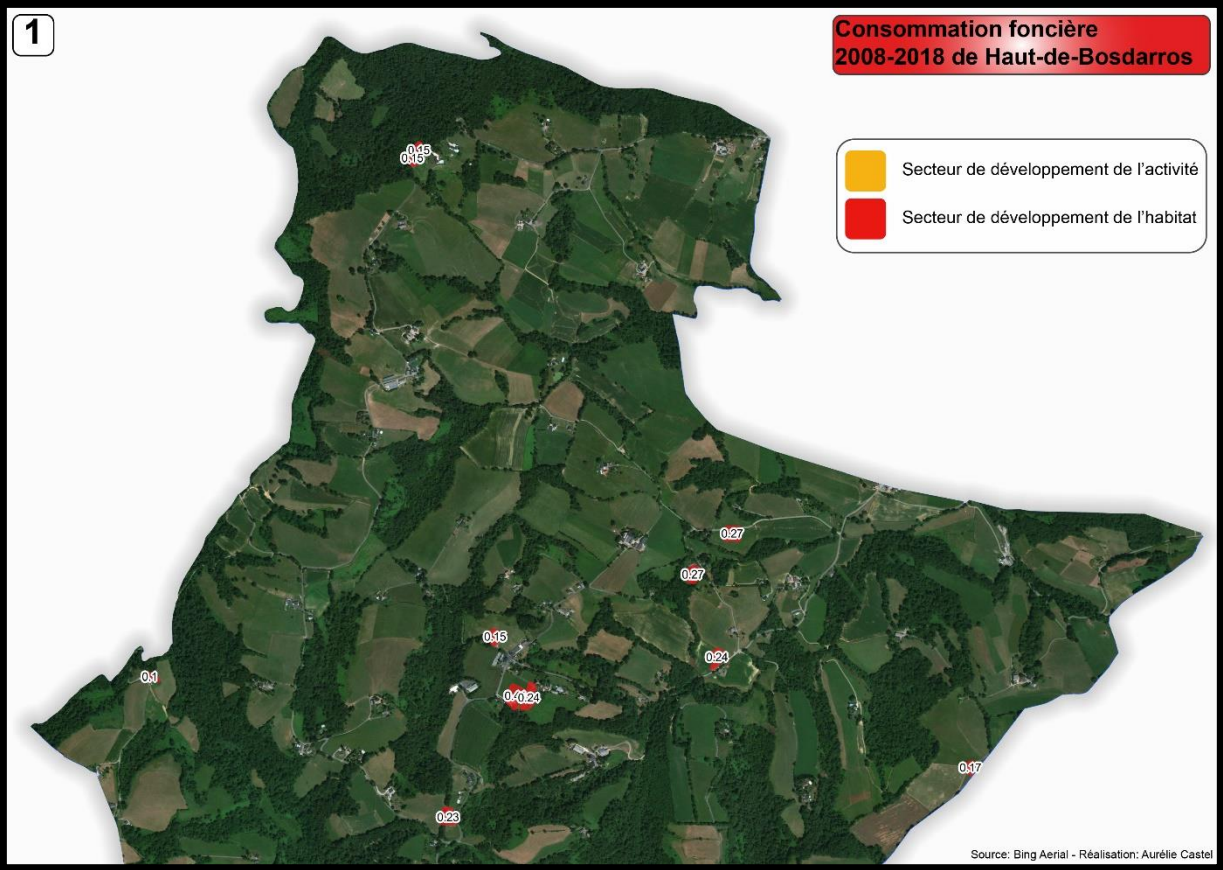 1
Consommation foncière
2008-2018 de Haut-de-Bosdarros
Secteur de développement de l'activité
Secteur de développement de l'habitat
0.15
0.15
0.27
0.27
0.15
0.24
0.1
0.24
0.17
0.23
Source: Bing Aerial - Réalisation: Aurélie Castel